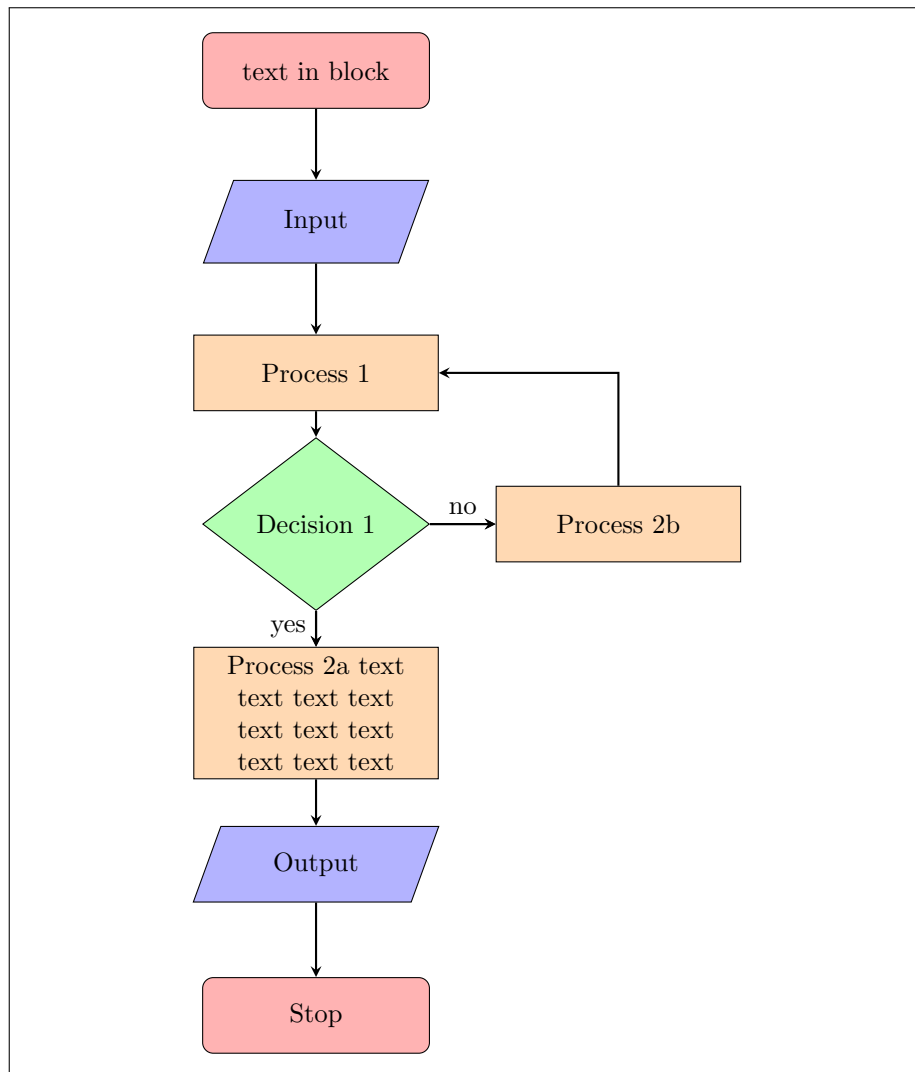 text in block
Input
Process 1
Decision 1
no
Process 2b
yes
Process 2a text
text text text
text text text
text text text
Output
Stop